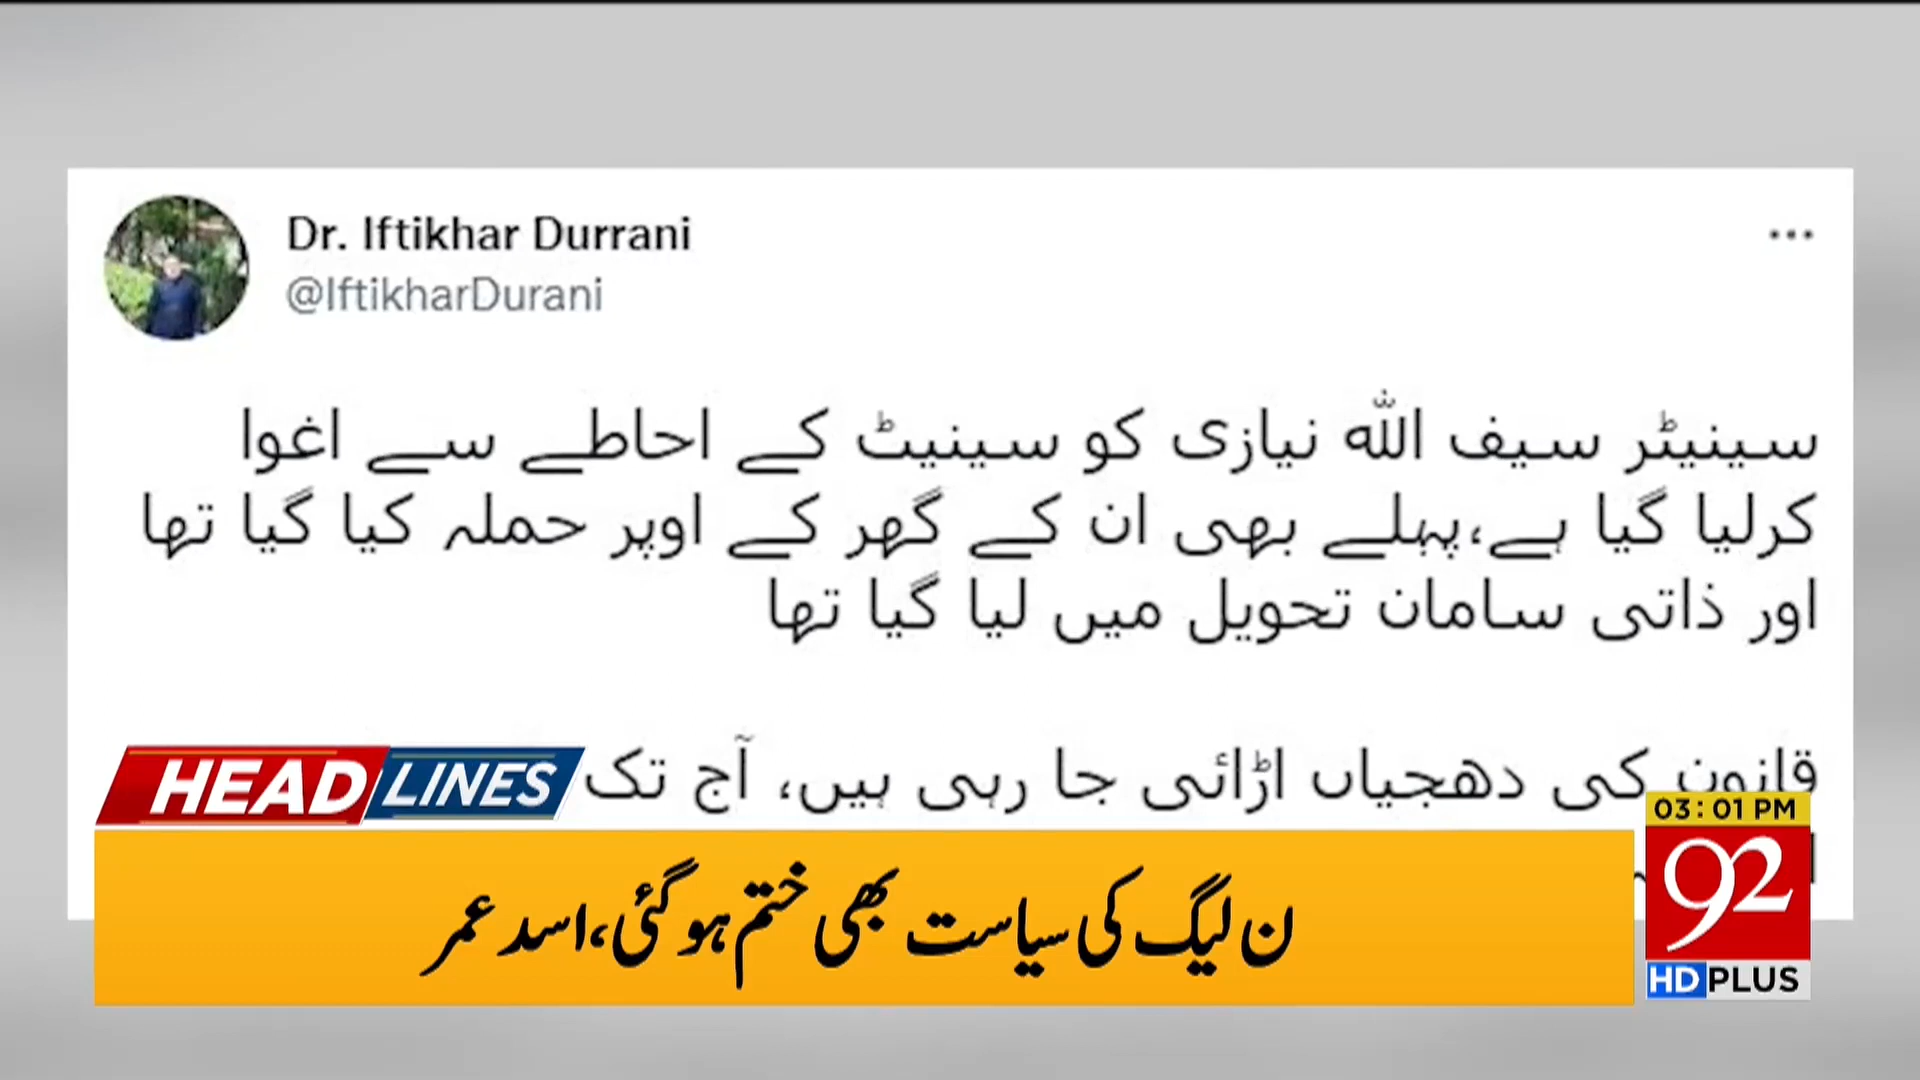 Dr. Iftikhar Durrani
@IftikharDurani
سینیٹر سیف اللہ نیازی کو سینیٹ کے احاطے سے اغوا
کرلیا گیا ہے،پہلے بھی ان کے گھر کے اوپر حملہ کیا گیا تھا
اور ذاتی سامان تحویل میں لیا گیا تھا
قانون کی دھجیاں اڑائی جا رہی ہیں، آج تک
HEADLINES
03:01 PM
ن لیگ کی سیاست بھی ختم ہوگئی، اسد عمر
92
HD PLUS